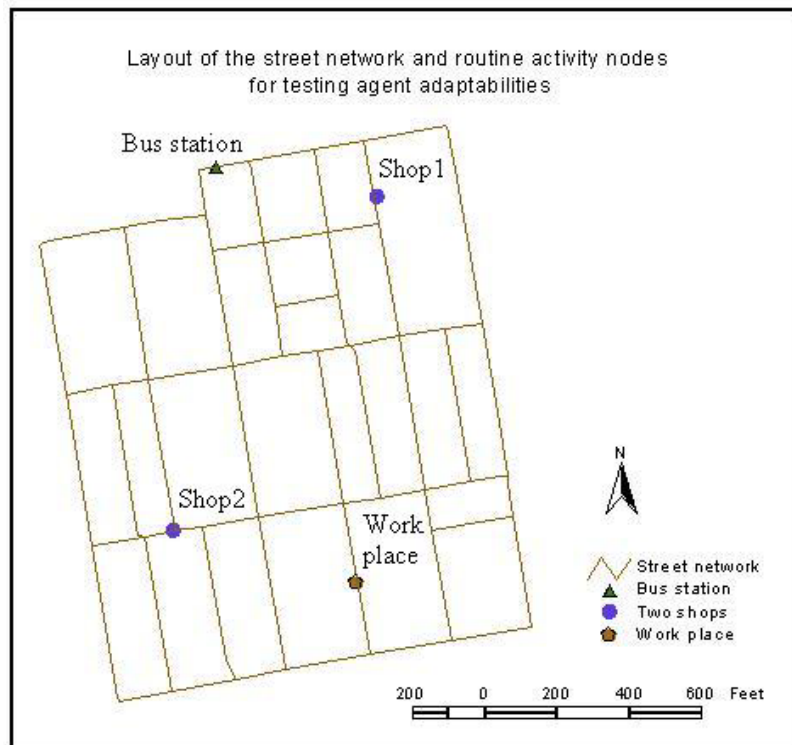 Layout of the street network and routine activity nodes
for testing agent adaptabilities
Bus station
Shop1
Shop2
Work
place
N
Street network
Bus station
Two shops
Work place
200 0 200 400 600 Feet